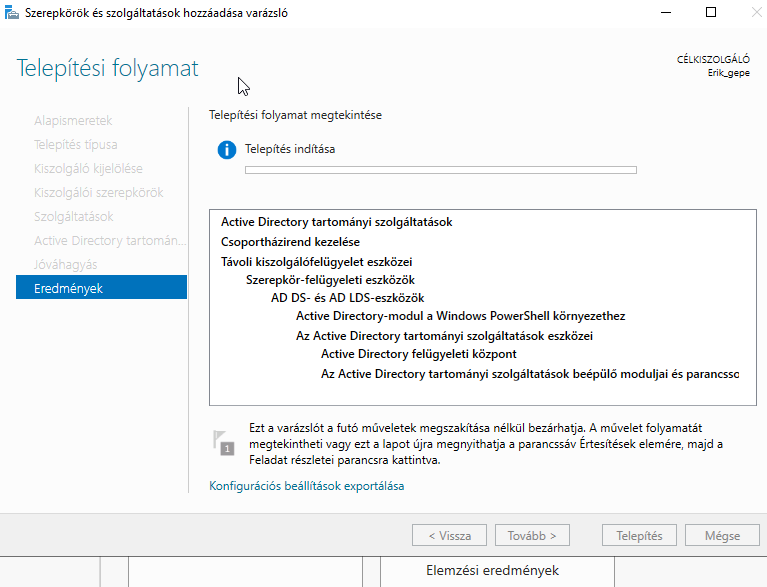 Szerepkörök és szolgáltatások hozzáadása varázsló
Telepítési folyamat
CÉLKISZOLGÁLÓ
Erik_gepe
Alapismeretek
Telepítés típusa
Kiszolgáló kijelölése
Kiszolgálói szerepkörök
Szolgáltatások
Active Directory tartomán...
Jóváhagyás
Eredmények
Telepítési folyamat megtekintése
Telepítés indítása
Active Directory tartományi szolgáltatások
Csoportházirend kezelése
Távoli kiszolgálófelügyelet eszközei
Szerepkör-felügyeleti eszközök
AD DS- és AD LDS-eszközök
Active Directory-modul a Windows PowerShell környezethez
Az Active Directory tartományi szolgáltatások eszközei
Active Directory felügyeleti központ
Az Active Directory tartományi szolgáltatások beépülő moduljai és parancsso
1
Ezt a varázslót a futó műveletek megszakítása nélkül bezárhatja. A művelet folyamatát
megtekintheti vagy ezt a lapot újra megnyithatja a parancssáv Értesítések elemére, majd a
Feladat részletei parancsra kattintva.
Konfigurációs beállítások exportálása
< Vissza
Tovább >
Telepítés
Mégse
Elemzési eredmények